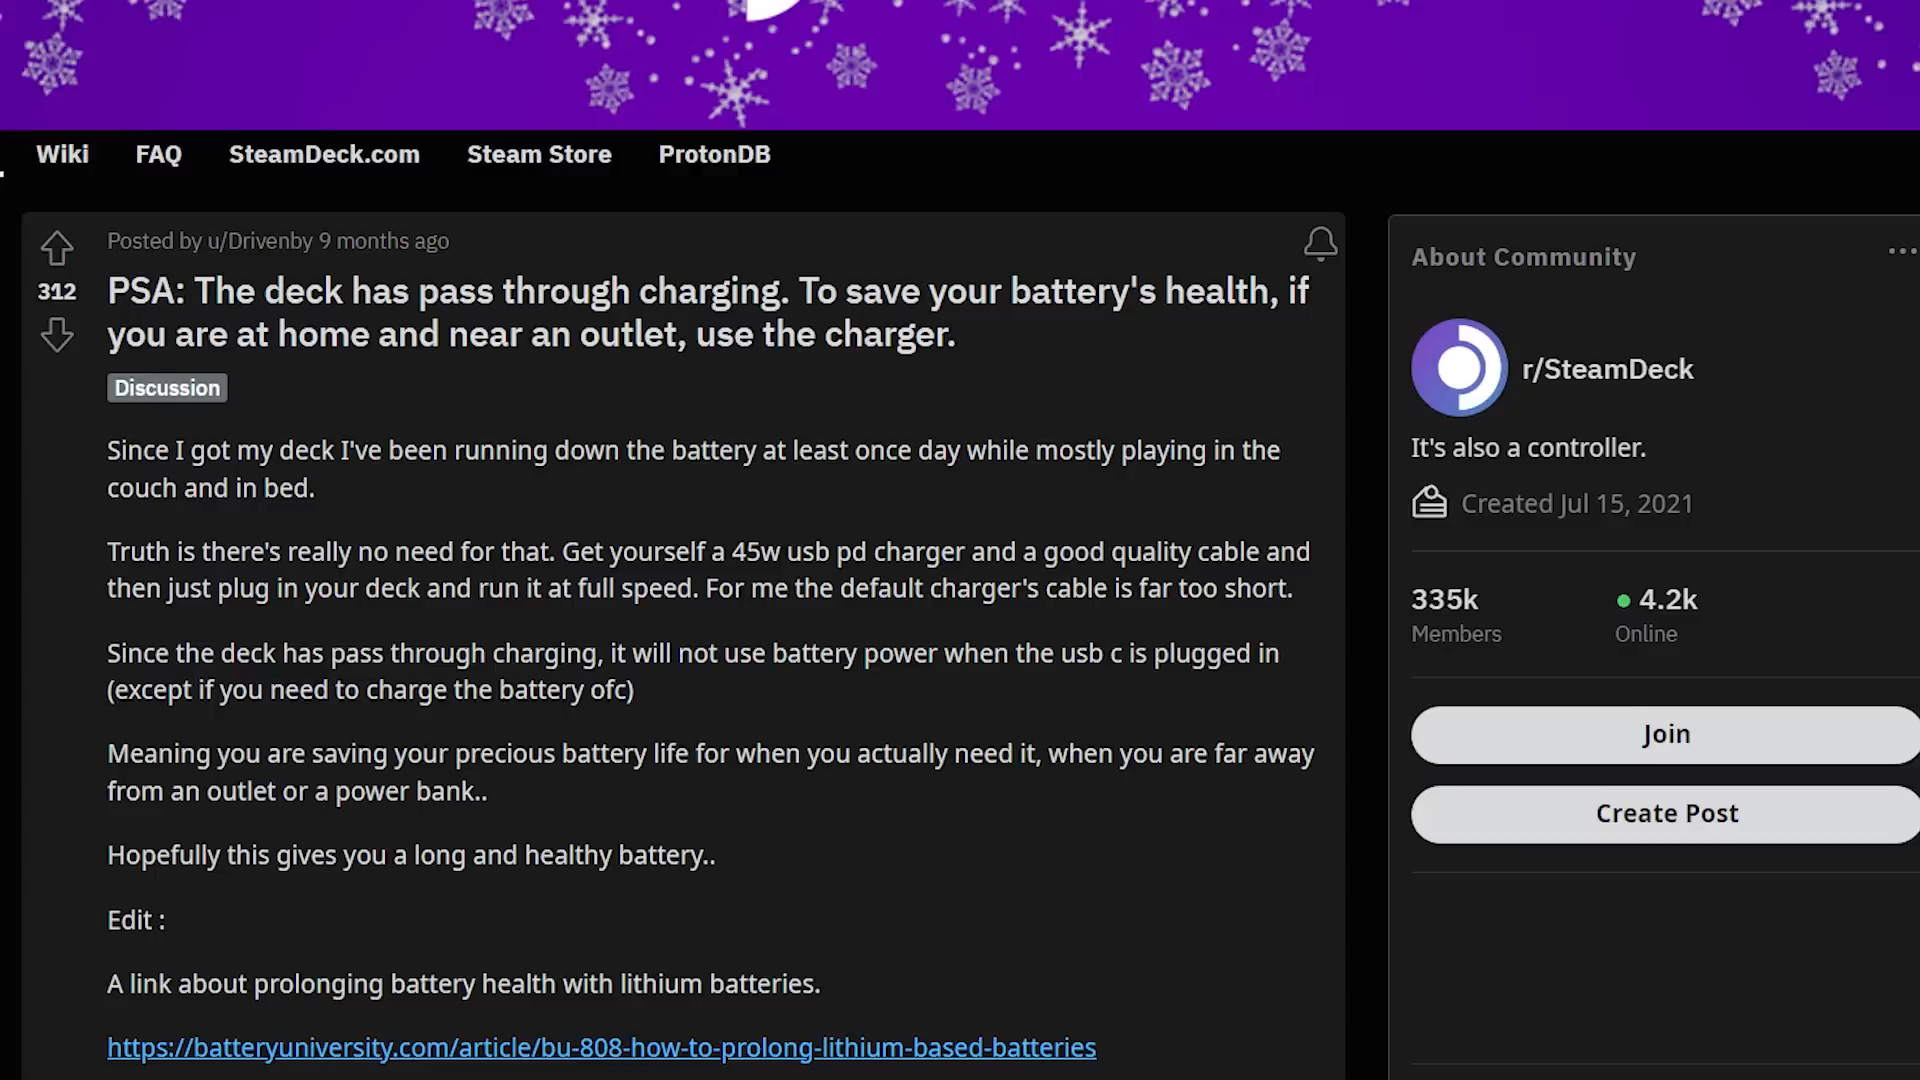 Wiki FAQ SteamDeck.com Steam Store ProtonDB
Posted by u/Drivenby 9 months ago
312
PSA: The deck has pass through charging. To save your battery's health, if
you are at home and near an outlet, use the charger.
Discussion
Since I got my deck I've been running down the battery at least once day while mostly playing in the
couch and in bed.
Truth is there's really no need for that. Get yourself a 45w usb pd charger and a good quality cable and
then just plug in your deck and run it at full speed. For me the default charger's cable is far too short.
Since the deck has pass through charging, it will not use battery power when the usb c is plugged in
(except if you need to charge the battery ofc)
Meaning you are saving your precious battery life for when you actually need it, when you are far away
from an outlet or a power bank..
Hopefully this gives you a long and healthy battery..
Edit :
A link about prolonging battery health with lithium batteries.
https://batteryuniversity.com/article/bu-808-how-to-prolong-lithium-based-batteries
About Community
r/SteamDeck
It's also a controller.
Created Jul 15, 2021
335k 4.2k
Members Online
Join
Create Post